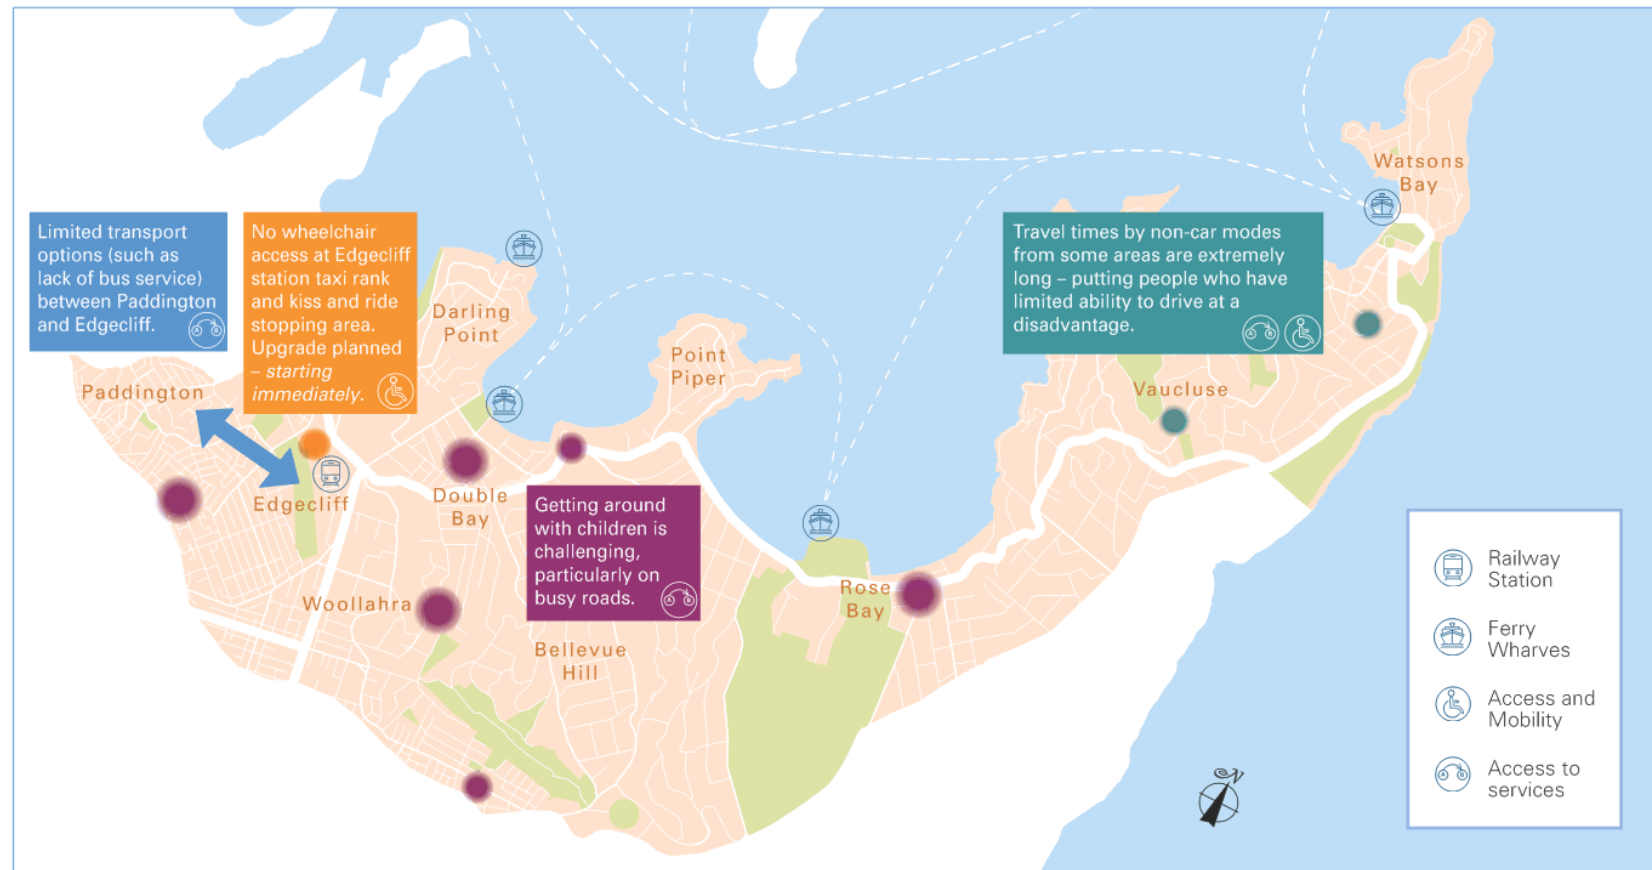 Watsons
Bay
Limited transport
options (such as
lack of bus service)
between Paddington
and Edgecliff.
No wheelchair
access at Edgecliff
station taxi rank
and kiss and ride
stopping area.
Upgrade planned
– starting
immediately.
Travel times by non-car modes
from some areas are extremely
long – putting people who have
limited ability to drive at a
disadvantage.
Darling
Point
Point
Piper
Paddington
Vaucluse
Edgecliff
Double
Bay
Getting around
with children is
challenging,
particularly on
busy roads.
Woollahra
Rose
Bay
Bellevue
Hill
Railway
Station
Ferry
Wharves
Access and
Mobility
Access to
services
N
A B
A B
A B
A B